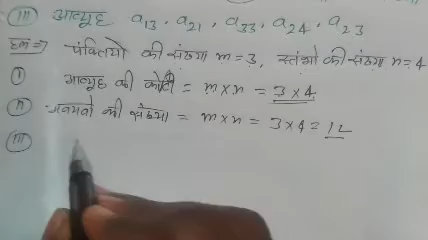 (iii) आव्यूह a13, a21, a33, a24, a23
हल => पंक्तियों की संख्या m = 3, स्तंभों की संख्या n = 4
(i) आव्यूह की कोटि = m × n = 3 × 4
(ii) अवयवों की संख्या = m × n = 3 × 4 = 12
(iii)